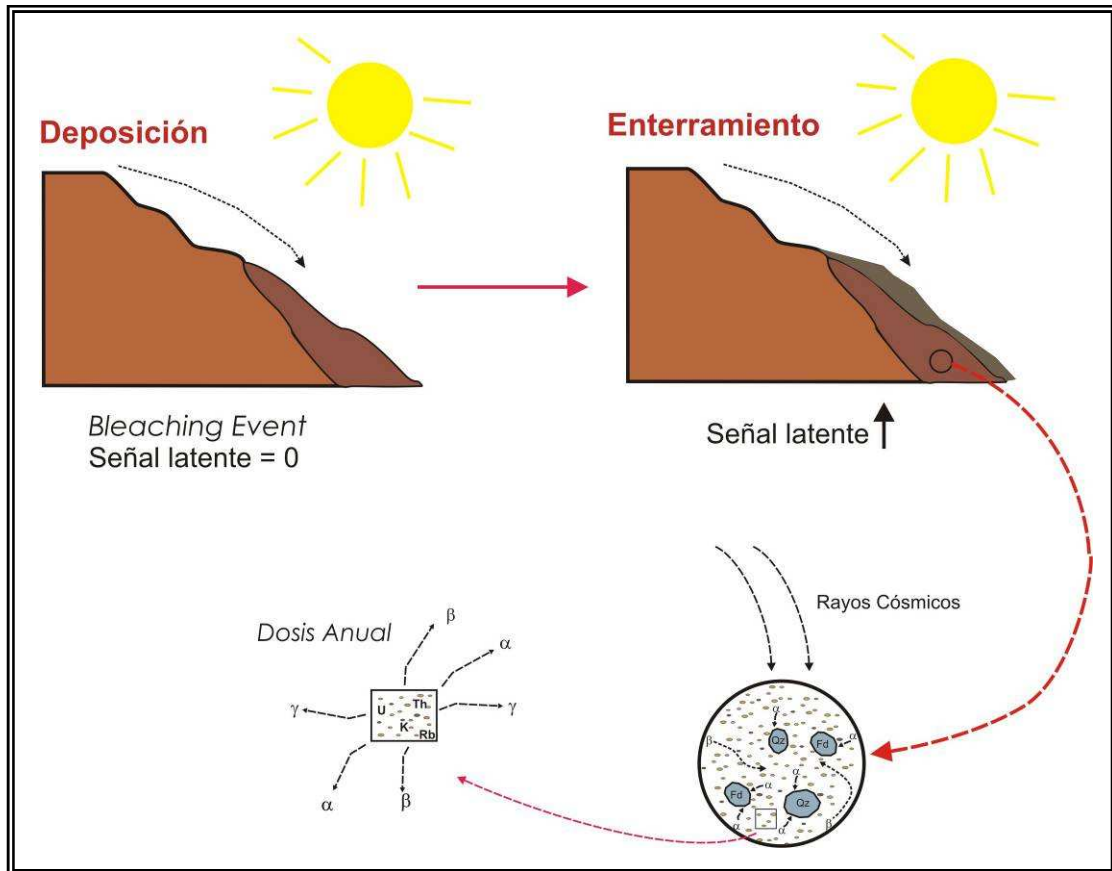 Deposición
Enterramiento
Bleaching Event
Señal latente = 0
Señal latente
Rayos Cósmicos
Dosis Anual
β
α
γ
U
Th
K
Rb
γ
α
β
α
Qz
Fd
α
β
α
α
Fd
Qz
α
α
β